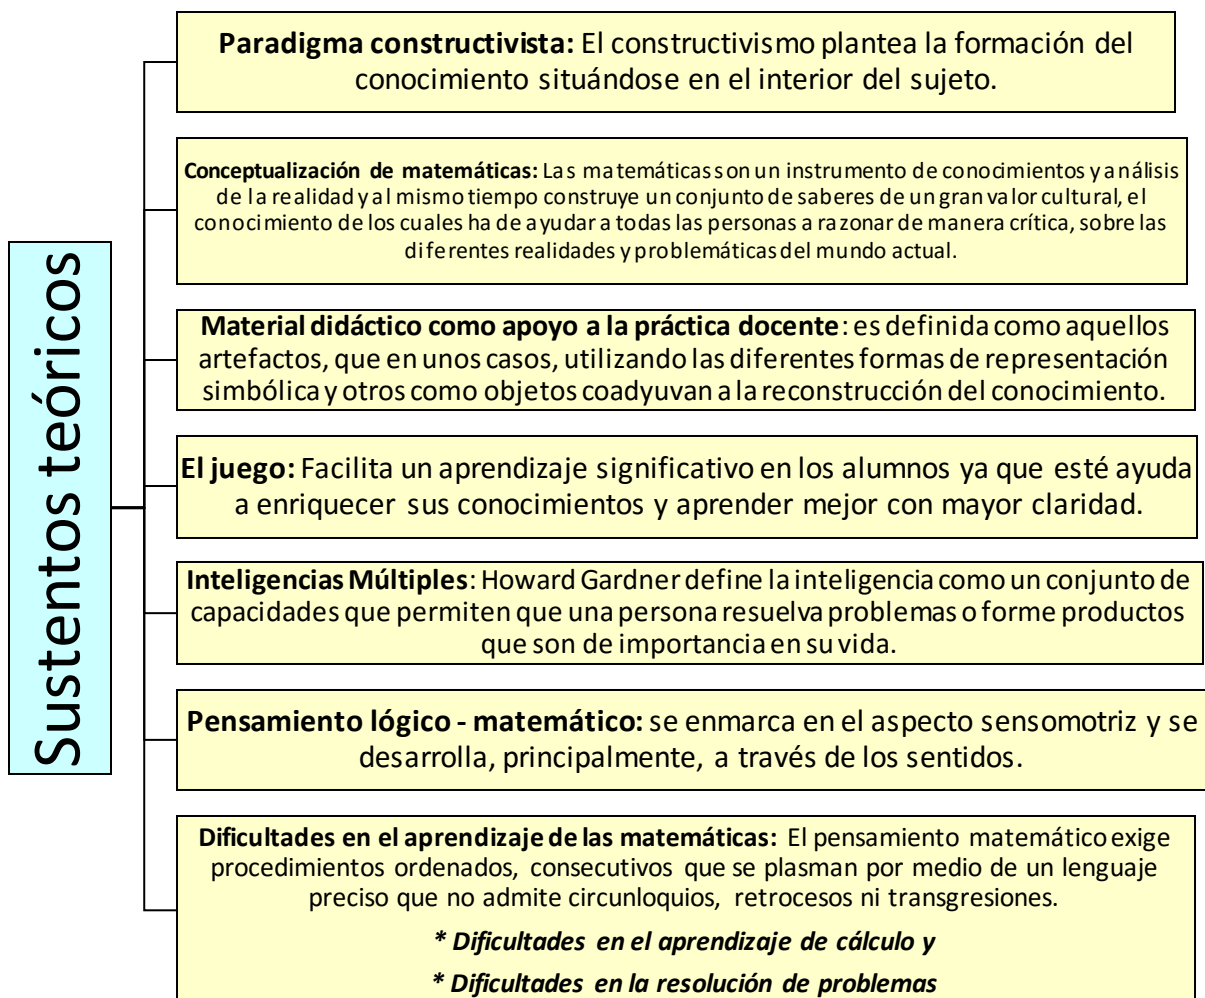 Sustentos teóricos
Paradigma constructivista: El constructivismo plantea la formación del
conocimiento situándose en el interior del sujeto.
Conceptualización de matemáticas: Las matemáticas son un instrumento de conocimientos y análisis
de la realidad y al mismo tiempo construye un conjunto de saberes de un gran valor cultural, el
conocimiento de los cuales ha de ayudar a todas las personas a razonar de manera crítica, sobre las
diferentes realidades y problemáticas del mundo actual.
Material didáctico como apoyo a la práctica docente: es definida como aquellos
artefactos, que en unos casos, utilizando las diferentes formas de representación
simbólica y otros como objetos coadyuvan a la reconstrucción del conocimiento.
El juego: Facilita un aprendizaje significativo en los alumnos ya que esté ayuda
a enriquecer sus conocimientos y aprender mejor con mayor claridad.
Inteligencias Múltiples: Howard Gardner define la inteligencia como un conjunto de
capacidades que permiten que una persona resuelva problemas o forme productos
que son de importancia en su vida.
Pensamiento lógico - matemático: se enmarca en el aspecto sensomotriz y se
desarrolla, principalmente, a través de los sentidos.
Dificultades en el aprendizaje de las matemáticas: El pensamiento matemático exige
procedimientos ordenados, consecutivos que se plasman por medio de un lenguaje
preciso que no admite circunloquios, retrocesos ni transgresiones.
* Dificultades en el aprendizaje de cálculo y
* Dificultades en la resolución de problemas